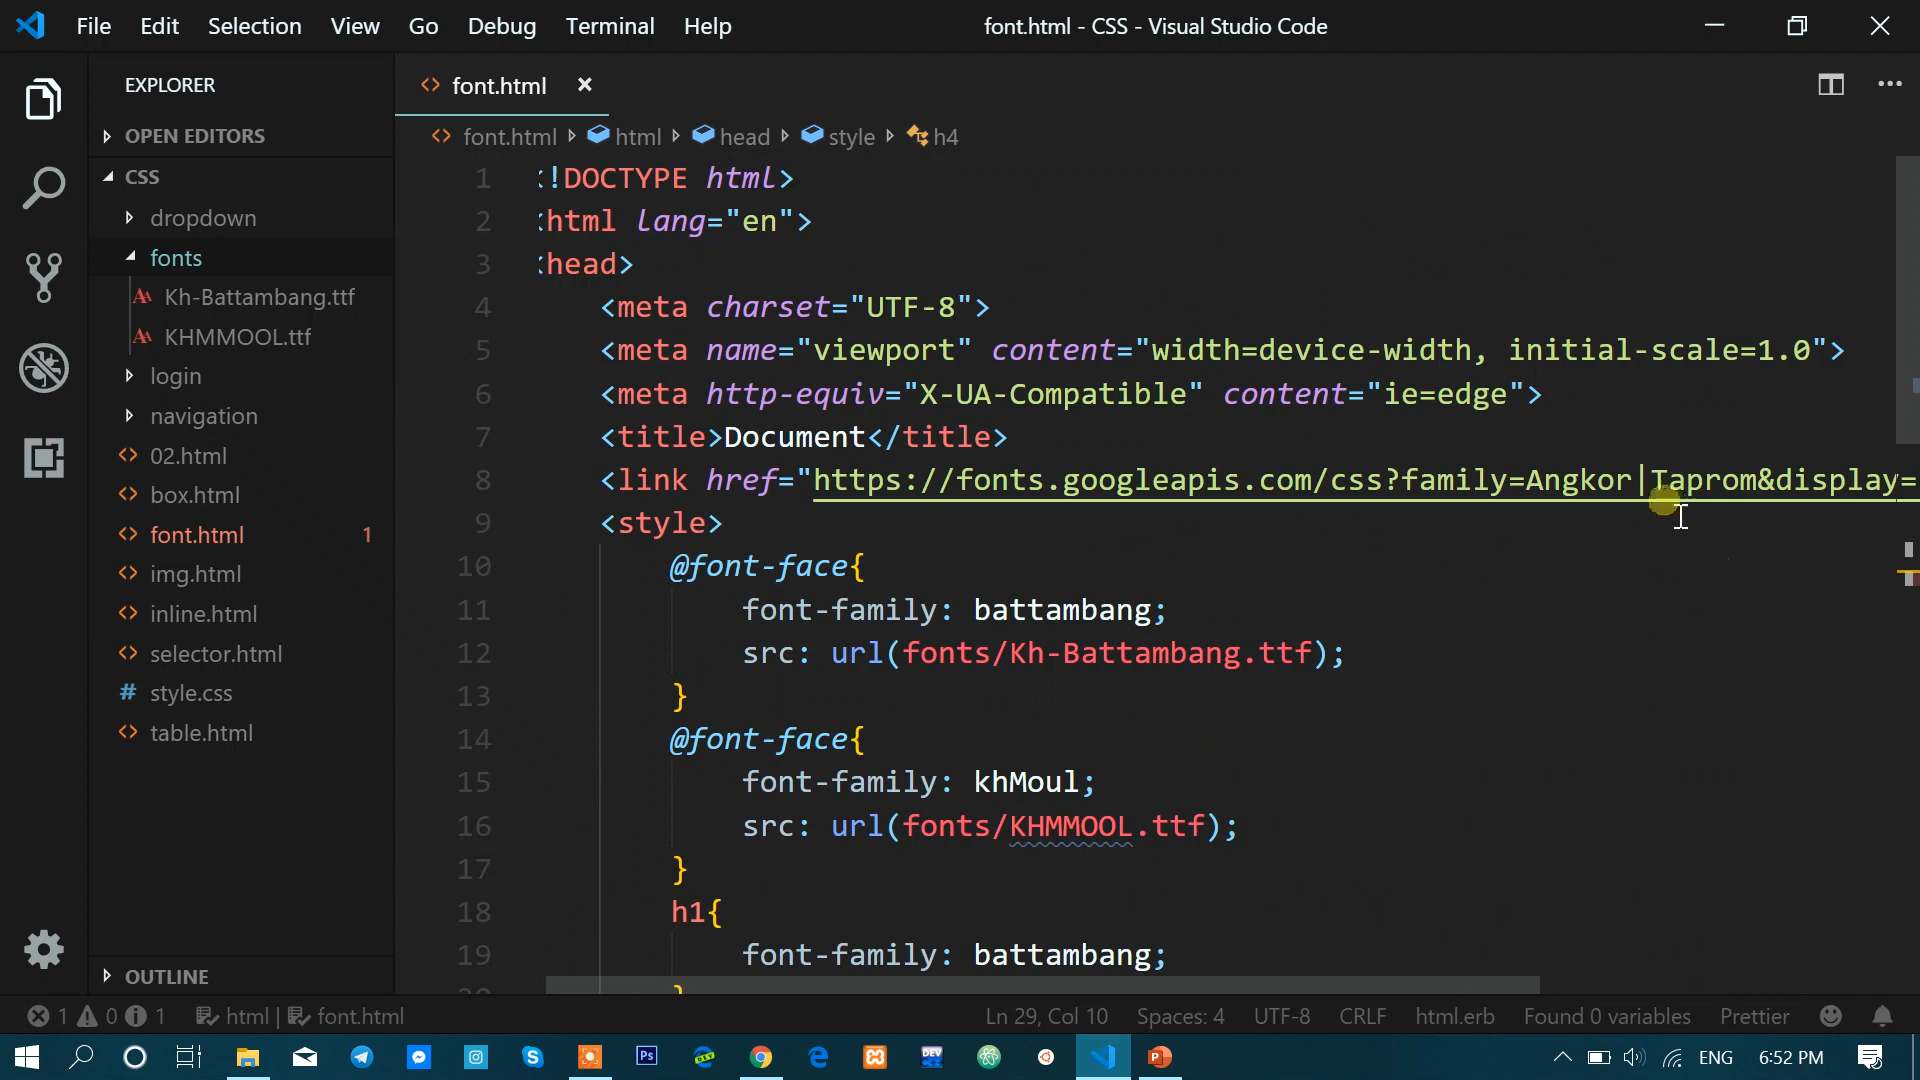 File Edit Selection View Go Debug Terminal Help
font.html - CSS - Visual Studio Code
EXPLORER
OPEN EDITORS
CSS
dropdown
fonts
Kh-Battambang.ttf
KHMMOOL.ttf
login
navigation
02.html
box.html
font.html 1
img.html
inline.html
selector.html
style.css
table.html
OUTLINE
font.html
font.html html head style h4
1 <!DOCTYPE html>
2 <html lang="en">
3 <head>
4 <meta charset="UTF-8">
5 <meta name="viewport" content="width=device-width, initial-scale=1.0">
6 <meta http-equiv="X-UA-Compatible" content="ie=edge">
7 <title>Document</title>
8 <link href="https://fonts.googleapis.com/css?family=Angkor|Taprom&display=
9 <style>
10 @font-face{
11 font-family: battambang;
12 src: url(fonts/Kh-Battambang.ttf);
13 }
14 @font-face{
15 font-family: khMoul;
16 src: url(fonts/KHMMOOL.ttf);
17 }
18 h1{
19 font-family: battambang;
20 }
1 0 1 html | font.html
Ln 29, Col 10 Spaces: 4 UTF-8 CRLF html.erb Found 0 variables Prettier
Ps DEV ENG 6:52 PM